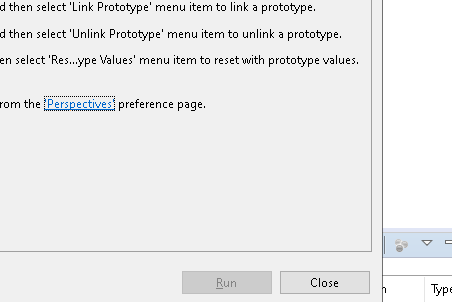 d then select 'Link Prototype' menu item to link a prototype.
d then select 'Unlink Prototype' menu item to unlink a prototype.
en select 'Res...ype Values' menu item to reset with prototype values.
rom the 'Perspectives' preference page.
Run Close
n Type